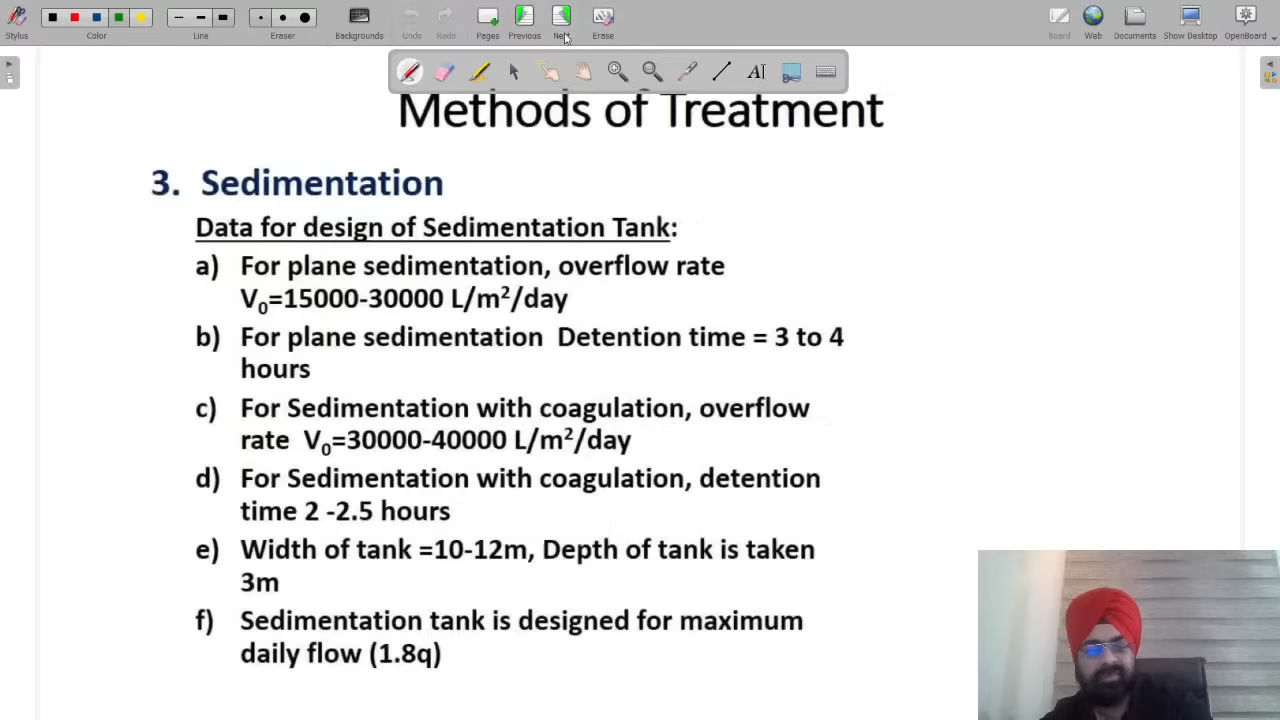 Stylus
Color
Line
Eraser
Backgrounds
Undo
Redo
Pages
Previous
Next
Erase
Board
Web
Documents
Show Desktop
OpenBoard
Methods of Treatment
3. Sedimentation
Data for design of Sedimentation Tank:
a) For plane sedimentation, overflow rate
V₀=15000-30000 L/m²/day
b) For plane sedimentation Detention time = 3 to 4
hours
c) For Sedimentation with coagulation, overflow
rate V₀=30000-40000 L/m²/day
d) For Sedimentation with coagulation, detention
time 2 -2.5 hours
e) Width of tank =10-12m, Depth of tank is taken
3m
f) Sedimentation tank is designed for maximum
daily flow (1.8q)